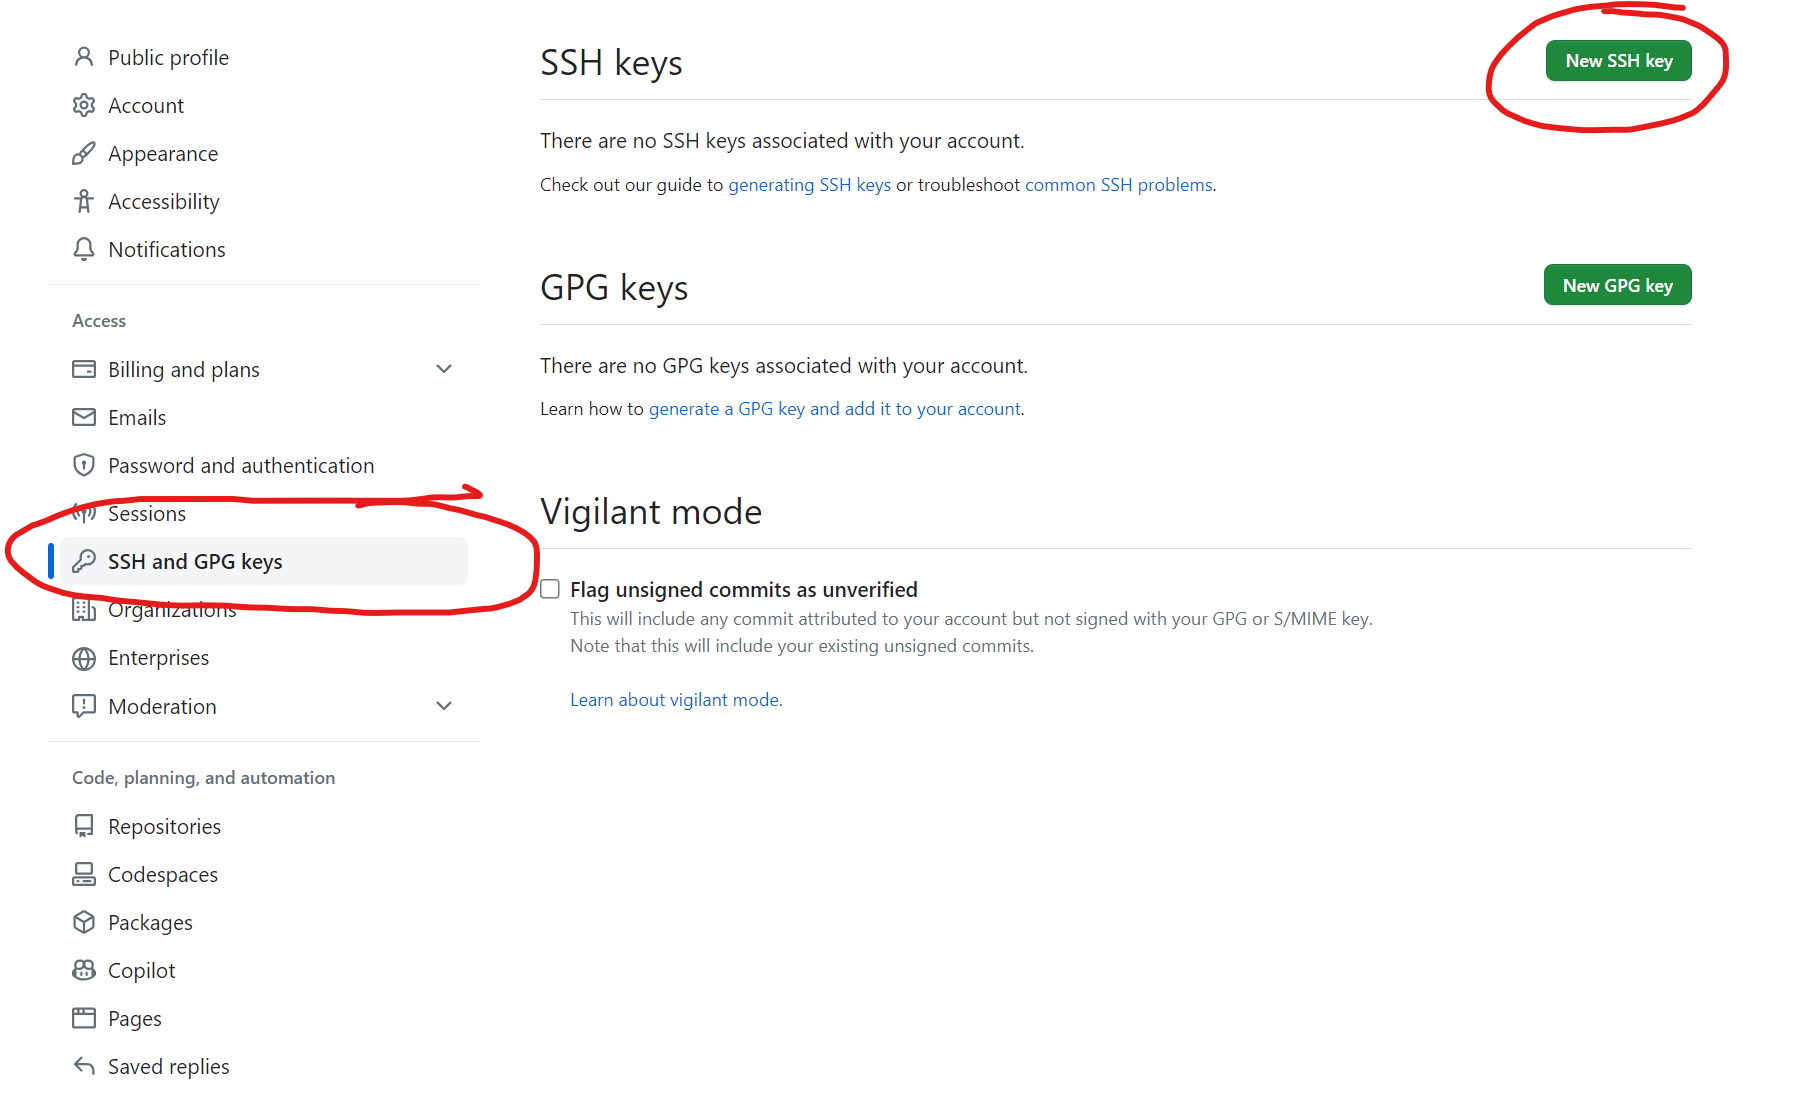 Public profile
Account
Appearance
Accessibility
Notifications
Access
Billing and plans
Emails
Password and authentication
Sessions
SSH and GPG keys
Organizations
Enterprises
Moderation
Code, planning, and automation
Repositories
Codespaces
Packages
Copilot
Pages
Saved replies
SSH keys
New SSH key
There are no SSH keys associated with your account.
Check out our guide to generating SSH keys or troubleshoot common SSH problems.
GPG keys
New GPG key
There are no GPG keys associated with your account.
Learn how to generate a GPG key and add it to your account.
Vigilant mode
Flag unsigned commits as unverified
This will include any commit attributed to your account but not signed with your GPG or S/MIME key.
Note that this will include your existing unsigned commits.
Learn about vigilant mode.